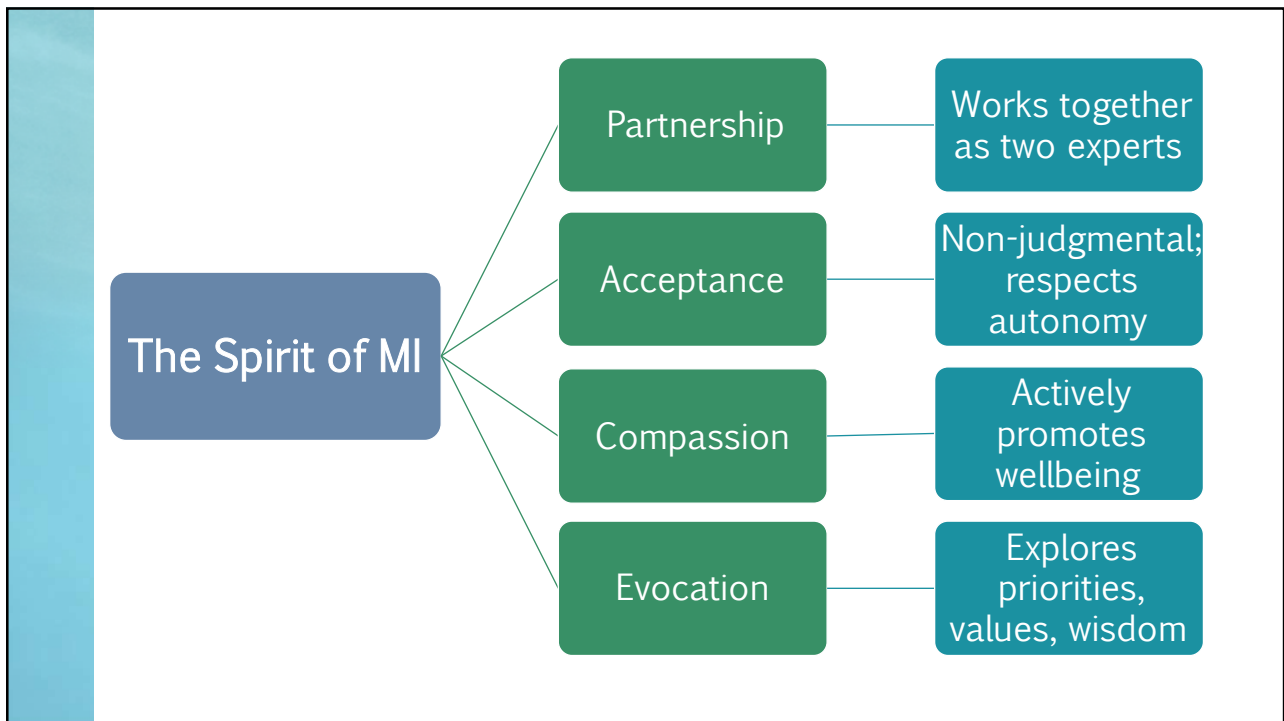 The Spirit of MI
Partnership
Works together
as two experts
Acceptance
Non-judgmental;
respects
autonomy
Compassion
Actively
promotes
wellbeing
Evocation
Explores
priorities,
values, wisdom